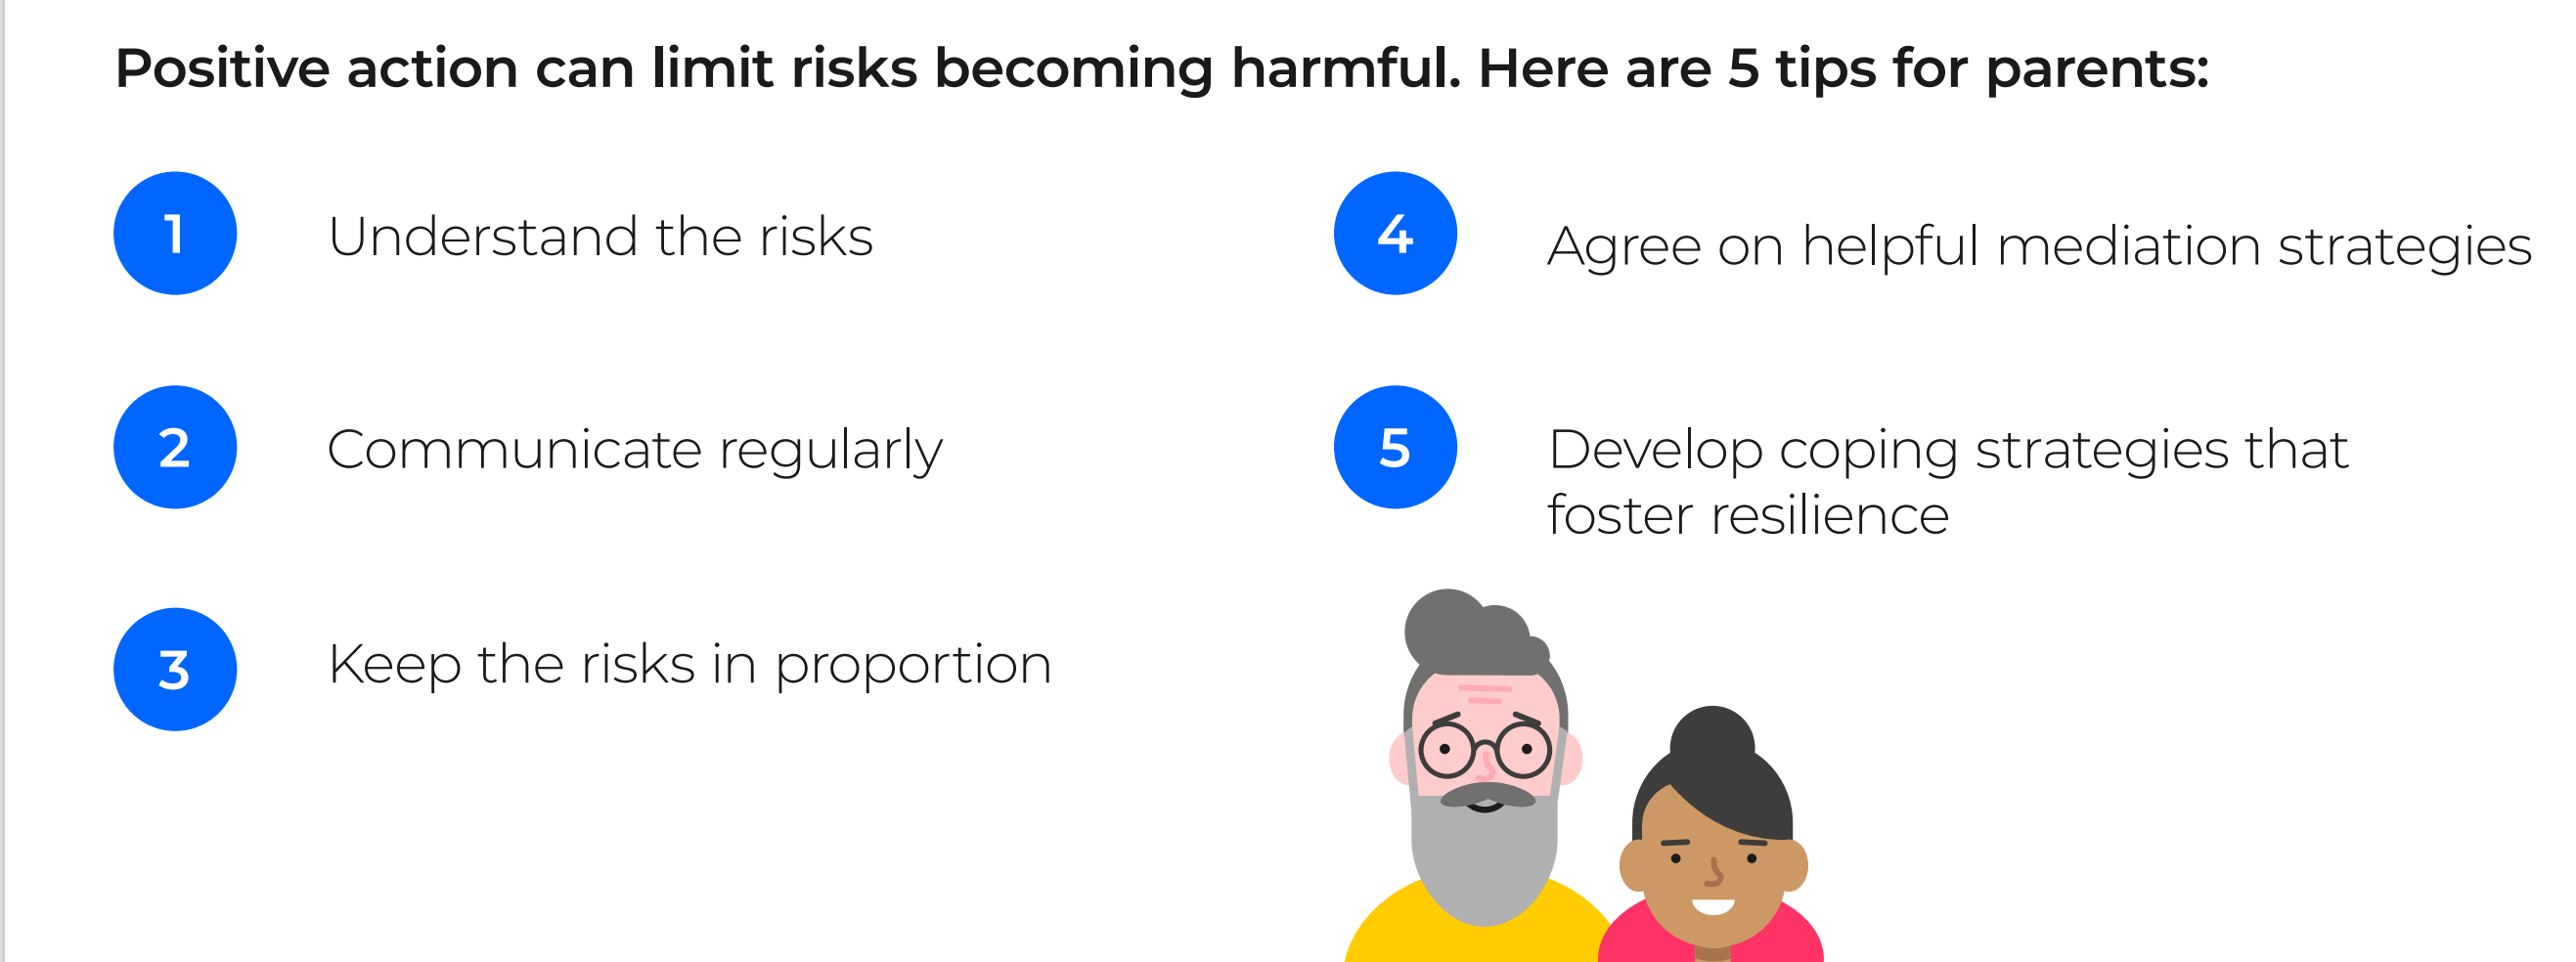 Positive action can limit risks becoming harmful. Here are 5 tips for parents:
1 Understand the risks
2 Communicate regularly
3 Keep the risks in proportion
4 Agree on helpful mediation strategies
5 Develop coping strategies that
foster resilience